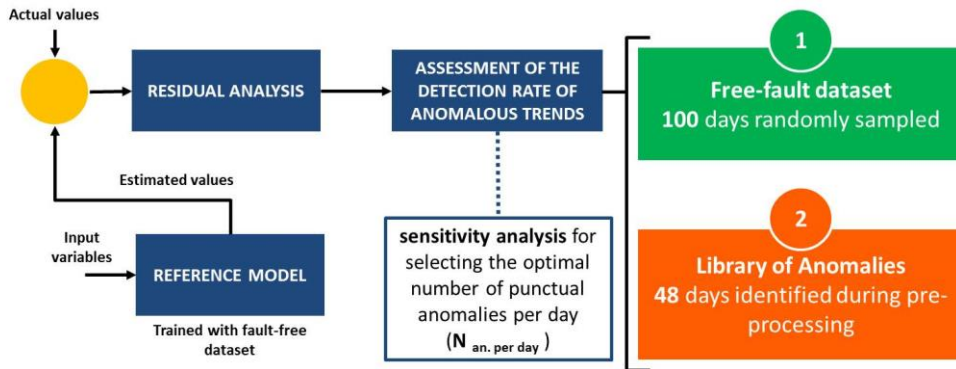 Actual values
RESIDUAL ANALYSIS
ASSESSMENT OF THE
DETECTION RATE OF
ANOMALOUS TRENDS
1
Free-fault dataset
100 days randomly sampled
Estimated values
Input
variables
REFERENCE MODEL
Trained with fault-free
dataset
sensitivity analysis for
selecting the optimal
number of punctual
anomalies per day
(N an. per day )
2
Library of Anomalies
48 days identified during pre-
processing